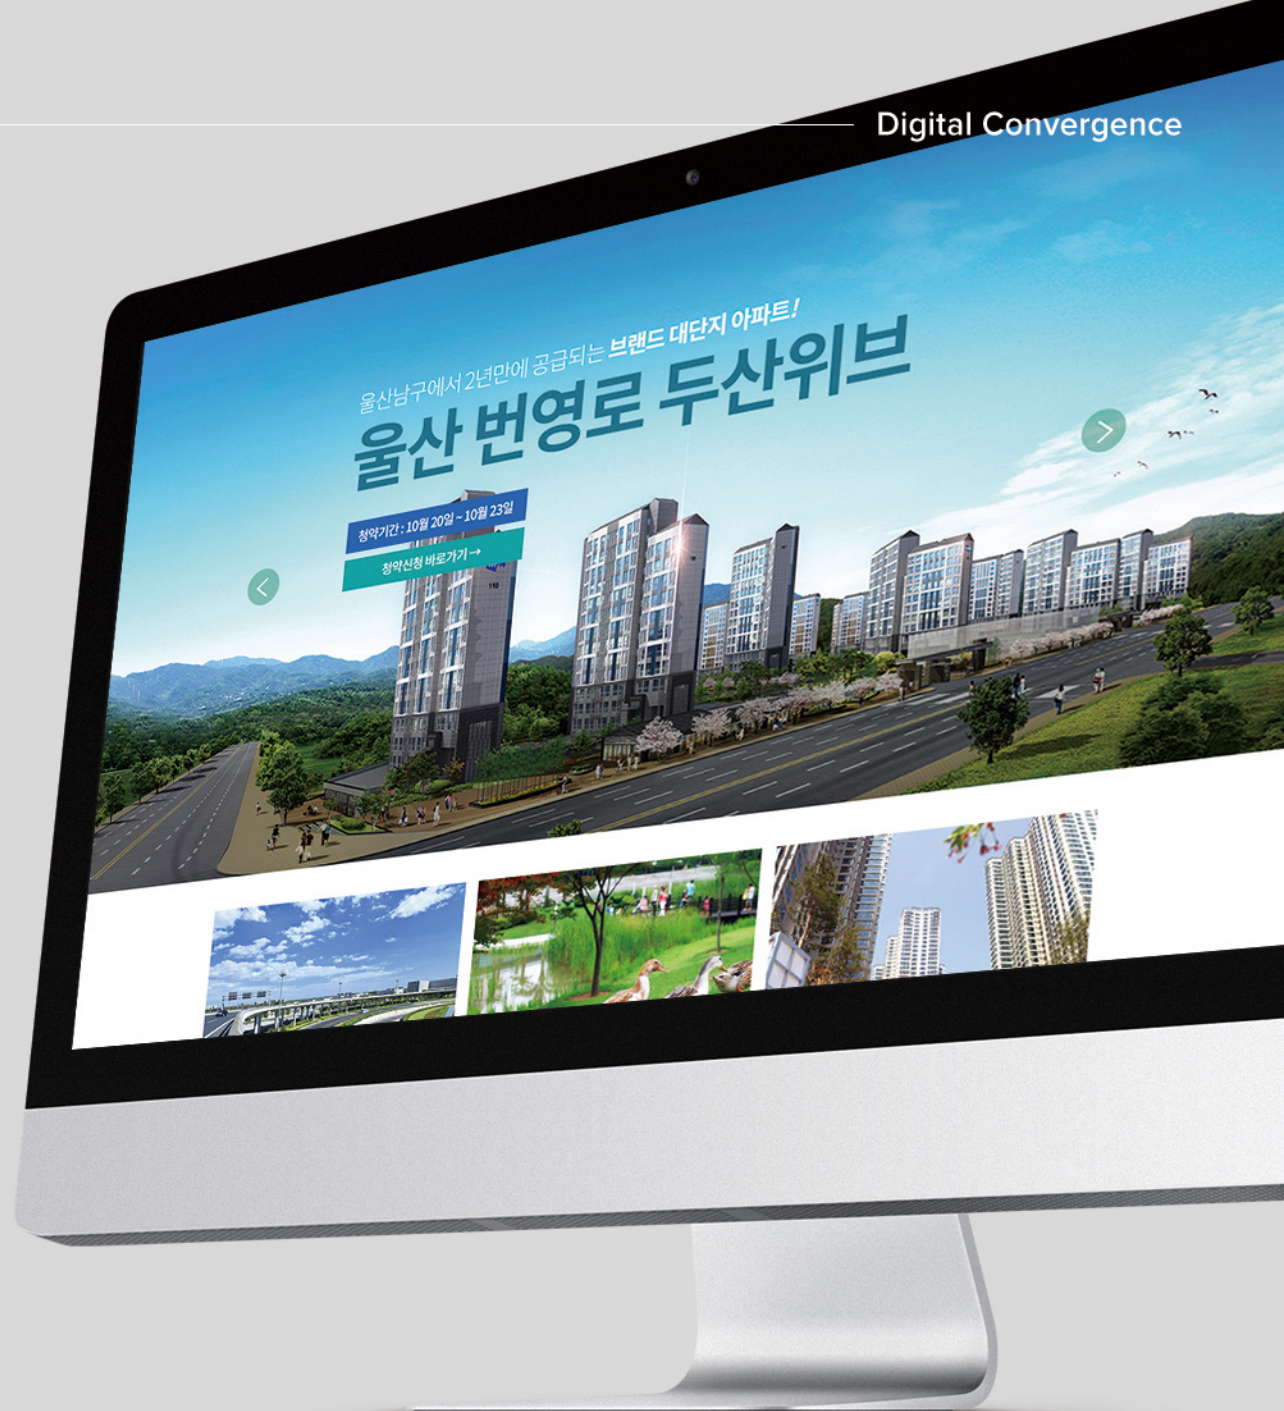 Digital Convergence
울산남구에서 2년만에 공급되는 브랜드 대단지 아파트!
울산 번영로 두산위브
청약기간 : 10월 20일 ~ 10월 23일
청약신청 바로가기 →
110